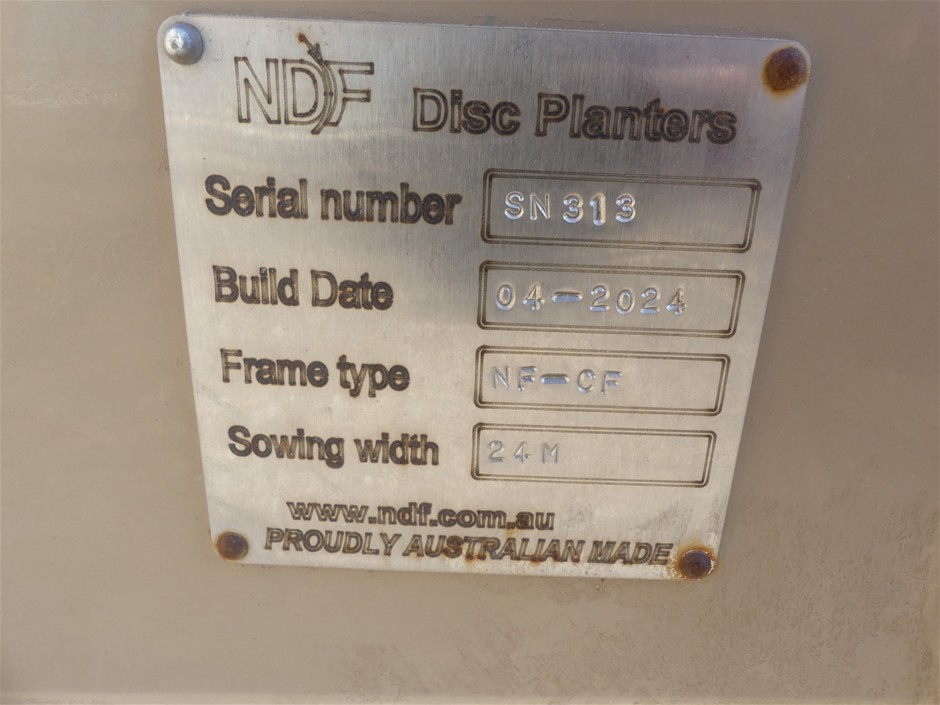 NDF Disc Planters
Serial number SN313
Build Date 04-2024
Frame type NF-CF
Sowing width 24M
www.ndf.com.au
PROUDLY AUSTRALIAN MADE